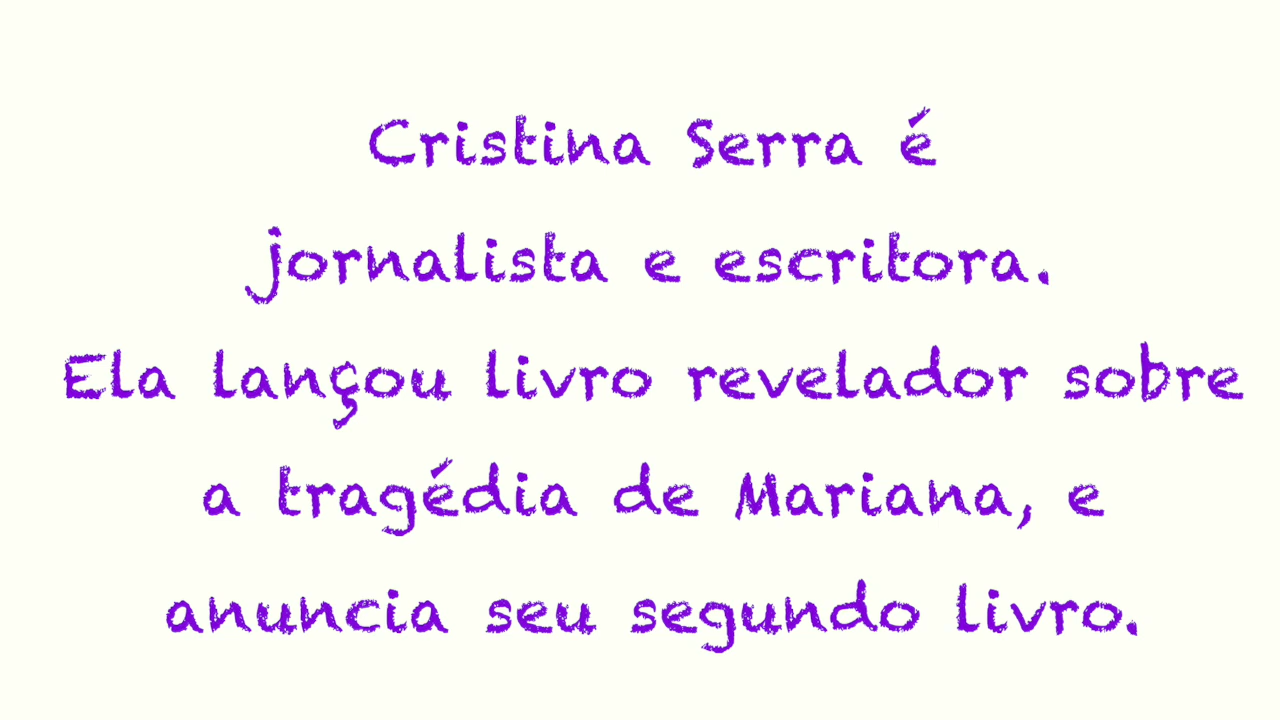 Cristina Serra é
jornalista e escritora.
Ela lançou livro revelador sobre
a tragédia de Mariana, e
anuncia seu segundo livro.